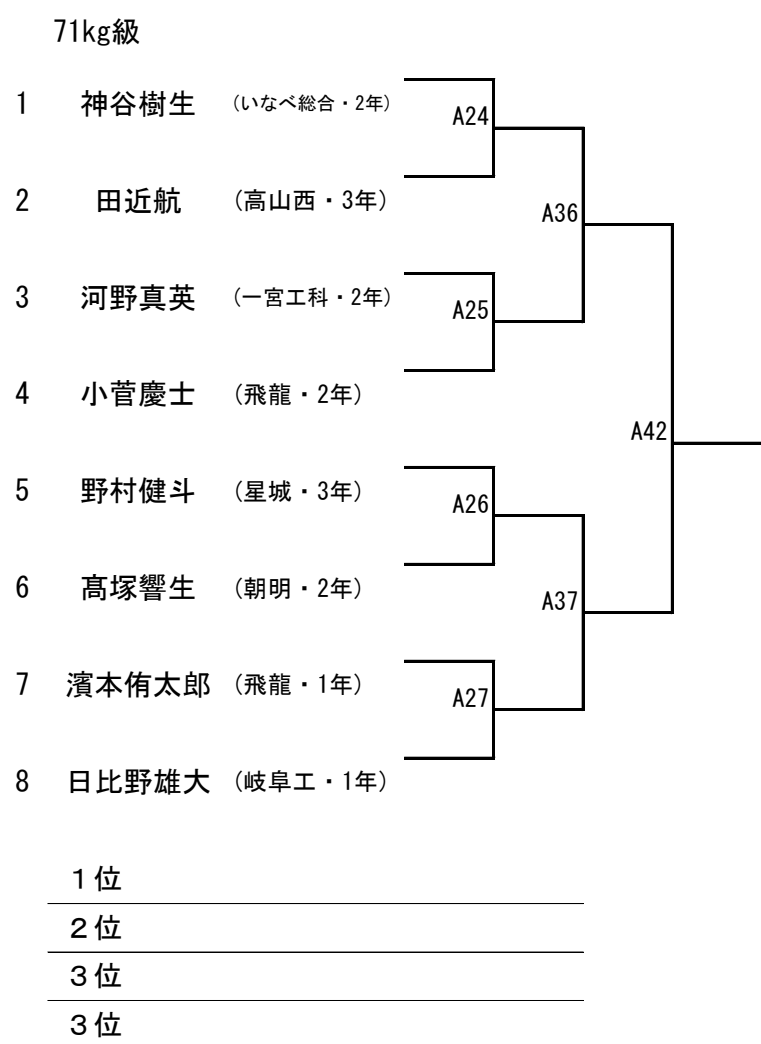 71kg級
1 神谷樹生 (いなべ総合・2年)
A24
2 田近航 (高山西・3年)
A36
3 河野真英 (一宮工科・2年)
A25
4 小菅慶士 (飛龍・2年)
A42
5 野村健斗 (星城・3年)
A26
6 髙塚響生 (朝明・2年)
A37
7 濱本侑太郎 (飛龍・1年)
A27
8 日比野雄大 (岐阜工・1年)
１位
２位
３位
３位